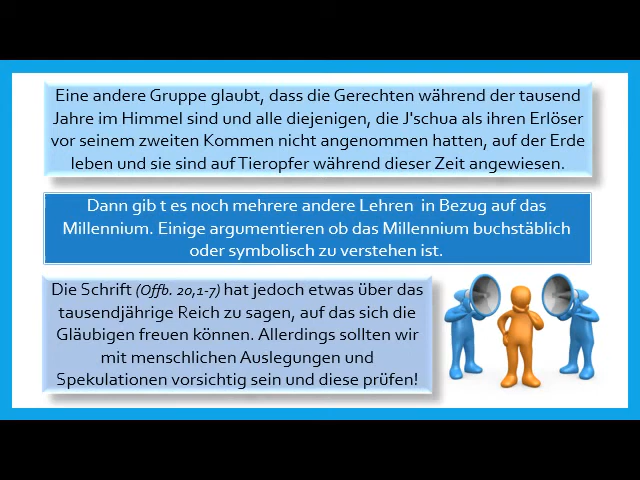 Eine andere Gruppe glaubt, dass die Gerechten während der tausend
Jahre im Himmel sind und alle diejenigen, die J'schua als ihren Erlöser
vor seinem zweiten Kommen nicht angenommen hatten, auf der Erde
leben und sie sind auf Tieropfer während dieser Zeit angewiesen.
Dann gib t es noch mehrere andere Lehren in Bezug auf das
Millennium. Einige argumentieren ob das Millennium buchstäblich
oder symbolisch zu verstehen ist.
Die Schrift (Offb. 20,1-7) hat jedoch etwas über das
tausendjährige Reich zu sagen, auf das sich die
Gläubigen freuen können. Allerdings sollten wir
mit menschlichen Auslegungen und
Spekulationen vorsichtig sein und diese prüfen!